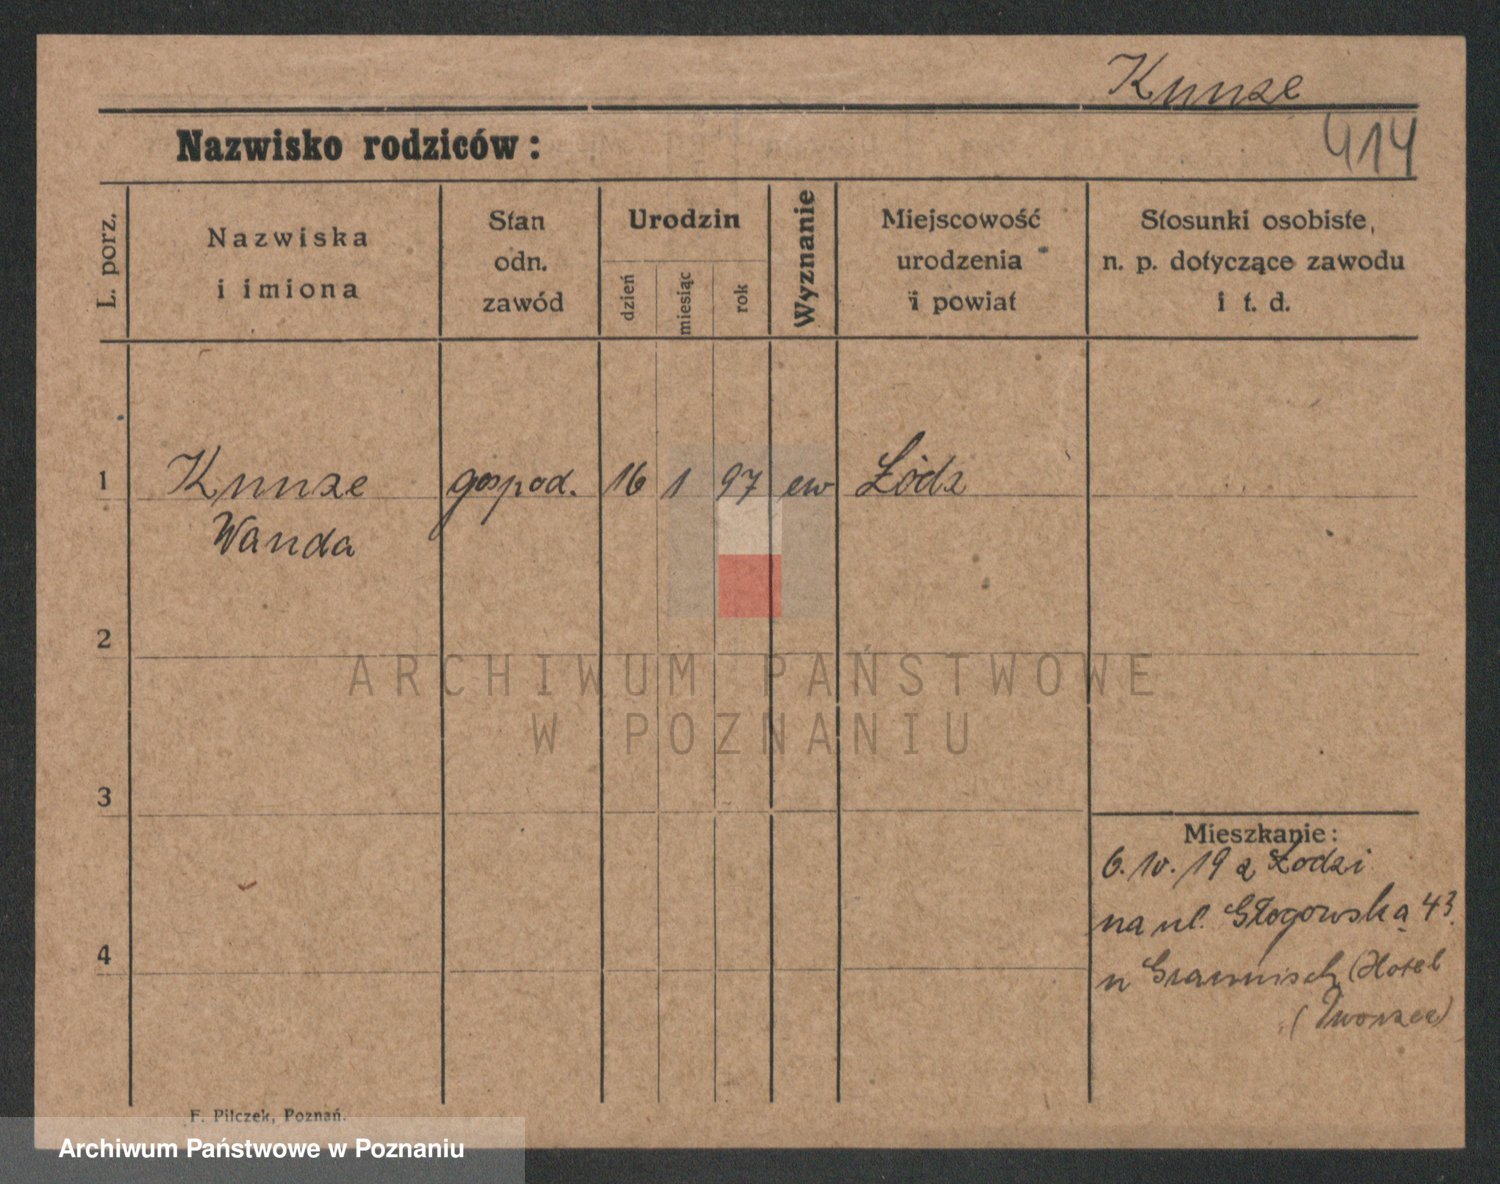 Kunze
414
Nazwisko rodziców:
L. porz.
Nazwiska
i imiona
Stan
odn.
zawód
Urodzin
dzień
miesiąc
rok
Wyznanie
Miejscowość
urodzenia
i powiat
Stosunki osobiste,
n. p. dotyczące zawodu
i t. d.
1 Kunze gospod. 16 1 97 ew Łódz
Wanda
2
ARCHIWUM PAŃSTWOWE
W POZNANIU
3
Mieszkanie:
6. 10. 19 z Łodzi
na ul. Głogowską 43.
4
u (Hotel
F. Pilczek, Poznań.
Archiwum Państwowe w Poznaniu